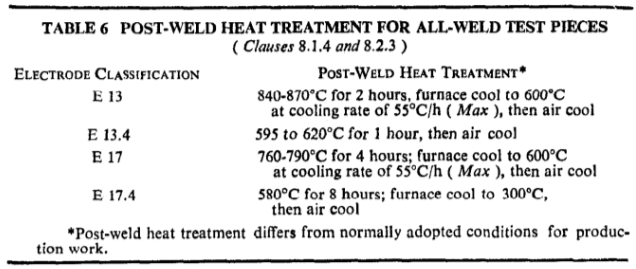 TABLE 6 POST-WELD HEAT TREATMENT FOR ALL-WELD TEST PIECES
( Clauses 8.1.4 and 8.2.3 )
ELECTRODE CLASSIFICATION POST-WELD HEAT TREATMENT*
E 13 840-870°C for 2 hours, furnace cool to 600°C
at cooling rate of 55°C/h ( Max ), then air cool
E 13.4 595 to 620°C for 1 hour, then air cool
E 17 760-790°C for 4 hours; furnace cool to 600°C
at cooling rate of 55°C/h ( Max ), then air cool
E 17.4 580°C for 8 hours; furnace cool to 300°C,
then air cool
*Post-weld heat treatment differs from normally adopted conditions for produc-
tion work.